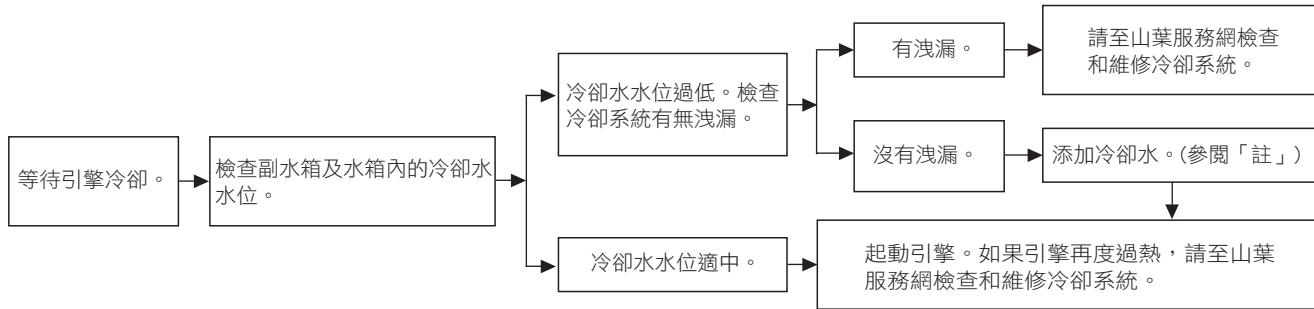 等待引擎冷卻。
檢查副水箱及水箱內的冷卻水
水位。
冷卻水水位過低。檢查
冷卻系統有無洩漏。
有洩漏。
請至山葉服務網檢查
和維修冷卻系統。
沒有洩漏。
添加冷卻水。(參閱「註」)
冷卻水水位適中。
起動引擎。如果引擎再度過熱，請至山葉
服務網檢查和維修冷卻系統。